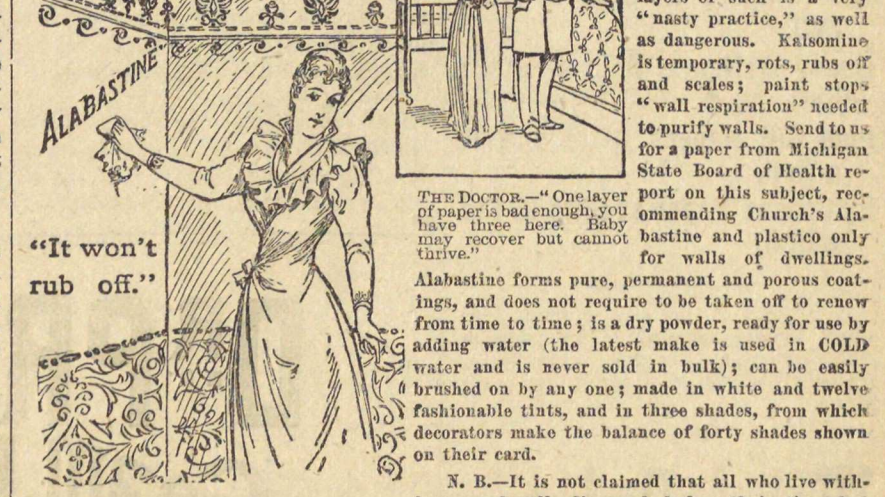 ALABASTINE
"It won't
rub off."
THE DOCTOR.—"One layer
of paper is bad enough, you
have three here. Baby
may recover but cannot
thrive."
"nasty practice," as well
as dangerous. Kalsomine
is temporary, rots, rubs off
and scales; paint stops
"wall respiration" needed
to purify walls. Send to us
for a paper from Michigan
State Board of Health re-
port on this subject, rec-
ommending Church's Ala-
bastine and plastico only
for walls of dwellings.
Alabastine forms pure, permanent and porous coat-
ings, and does not require to be taken off to renew
from time to time; is a dry powder, ready for use by
adding water (the latest make is used in COLD
water and is never sold in bulk); can be easily
brushed on by any one; made in white and twelve
fashionable tints, and in three shades, from which
decorators make the balance of forty shades shown
on their card.
N. B.—It is not claimed that all who live with-